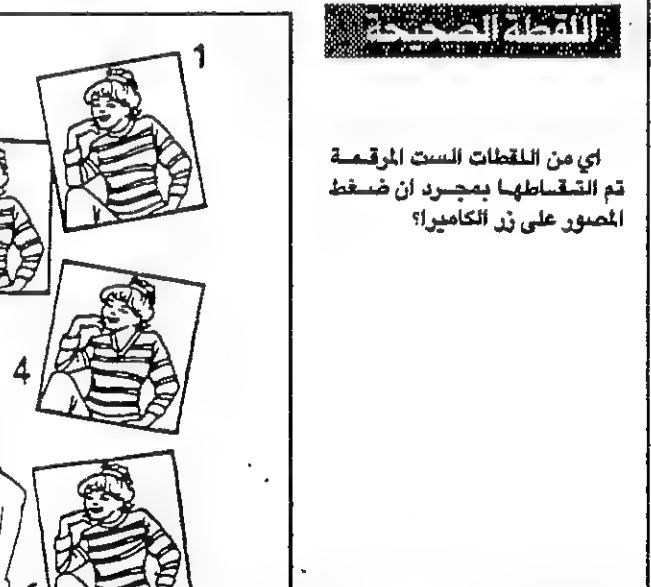 اللقطة الصحيحة
اي من اللقطات الست المرقمة
تم التقاطها بمجرد ان ضغط
المصور على زر الكاميرا؟
1
4